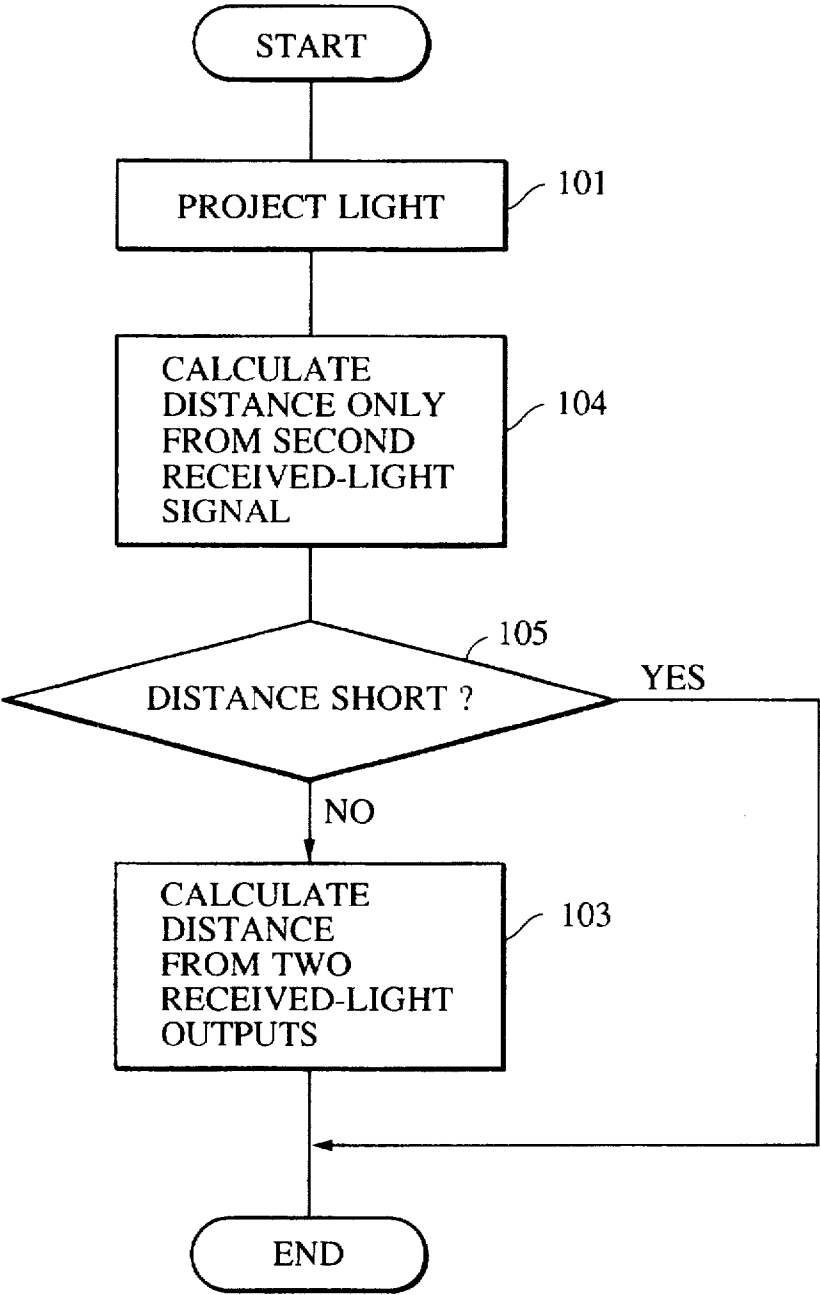 START
PROJECT LIGHT
101
CALCULATE
DISTANCE ONLY
FROM SECOND
RECEIVED-LIGHT
SIGNAL
104
105
DISTANCE SHORT ?
YES
NO
CALCULATE
DISTANCE
FROM TWO
RECEIVED-LIGHT
OUTPUTS
103
END